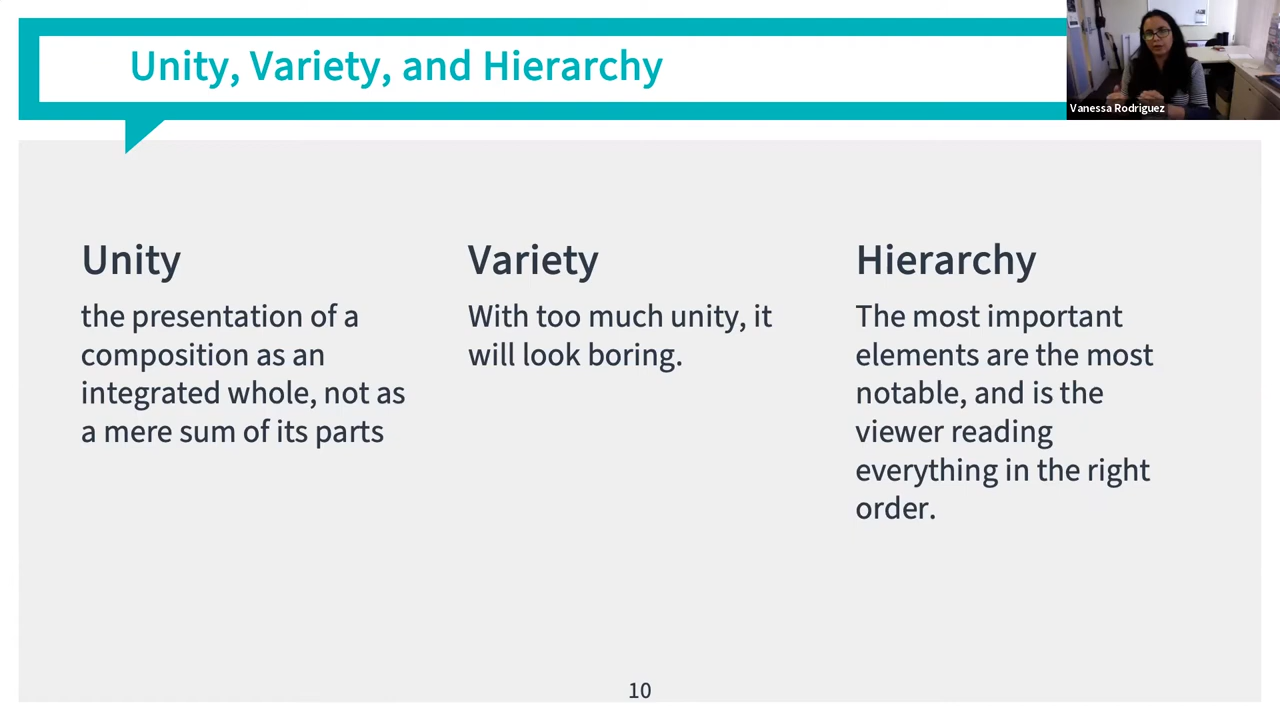 Unity, Variety, and Hierarchy
Vanessa Rodriguez
Unity
the presentation of a
composition as an
integrated whole, not as
a mere sum of its parts
Variety
With too much unity, it
will look boring.
Hierarchy
The most important
elements are the most
notable, and is the
viewer reading
everything in the right
order.
10